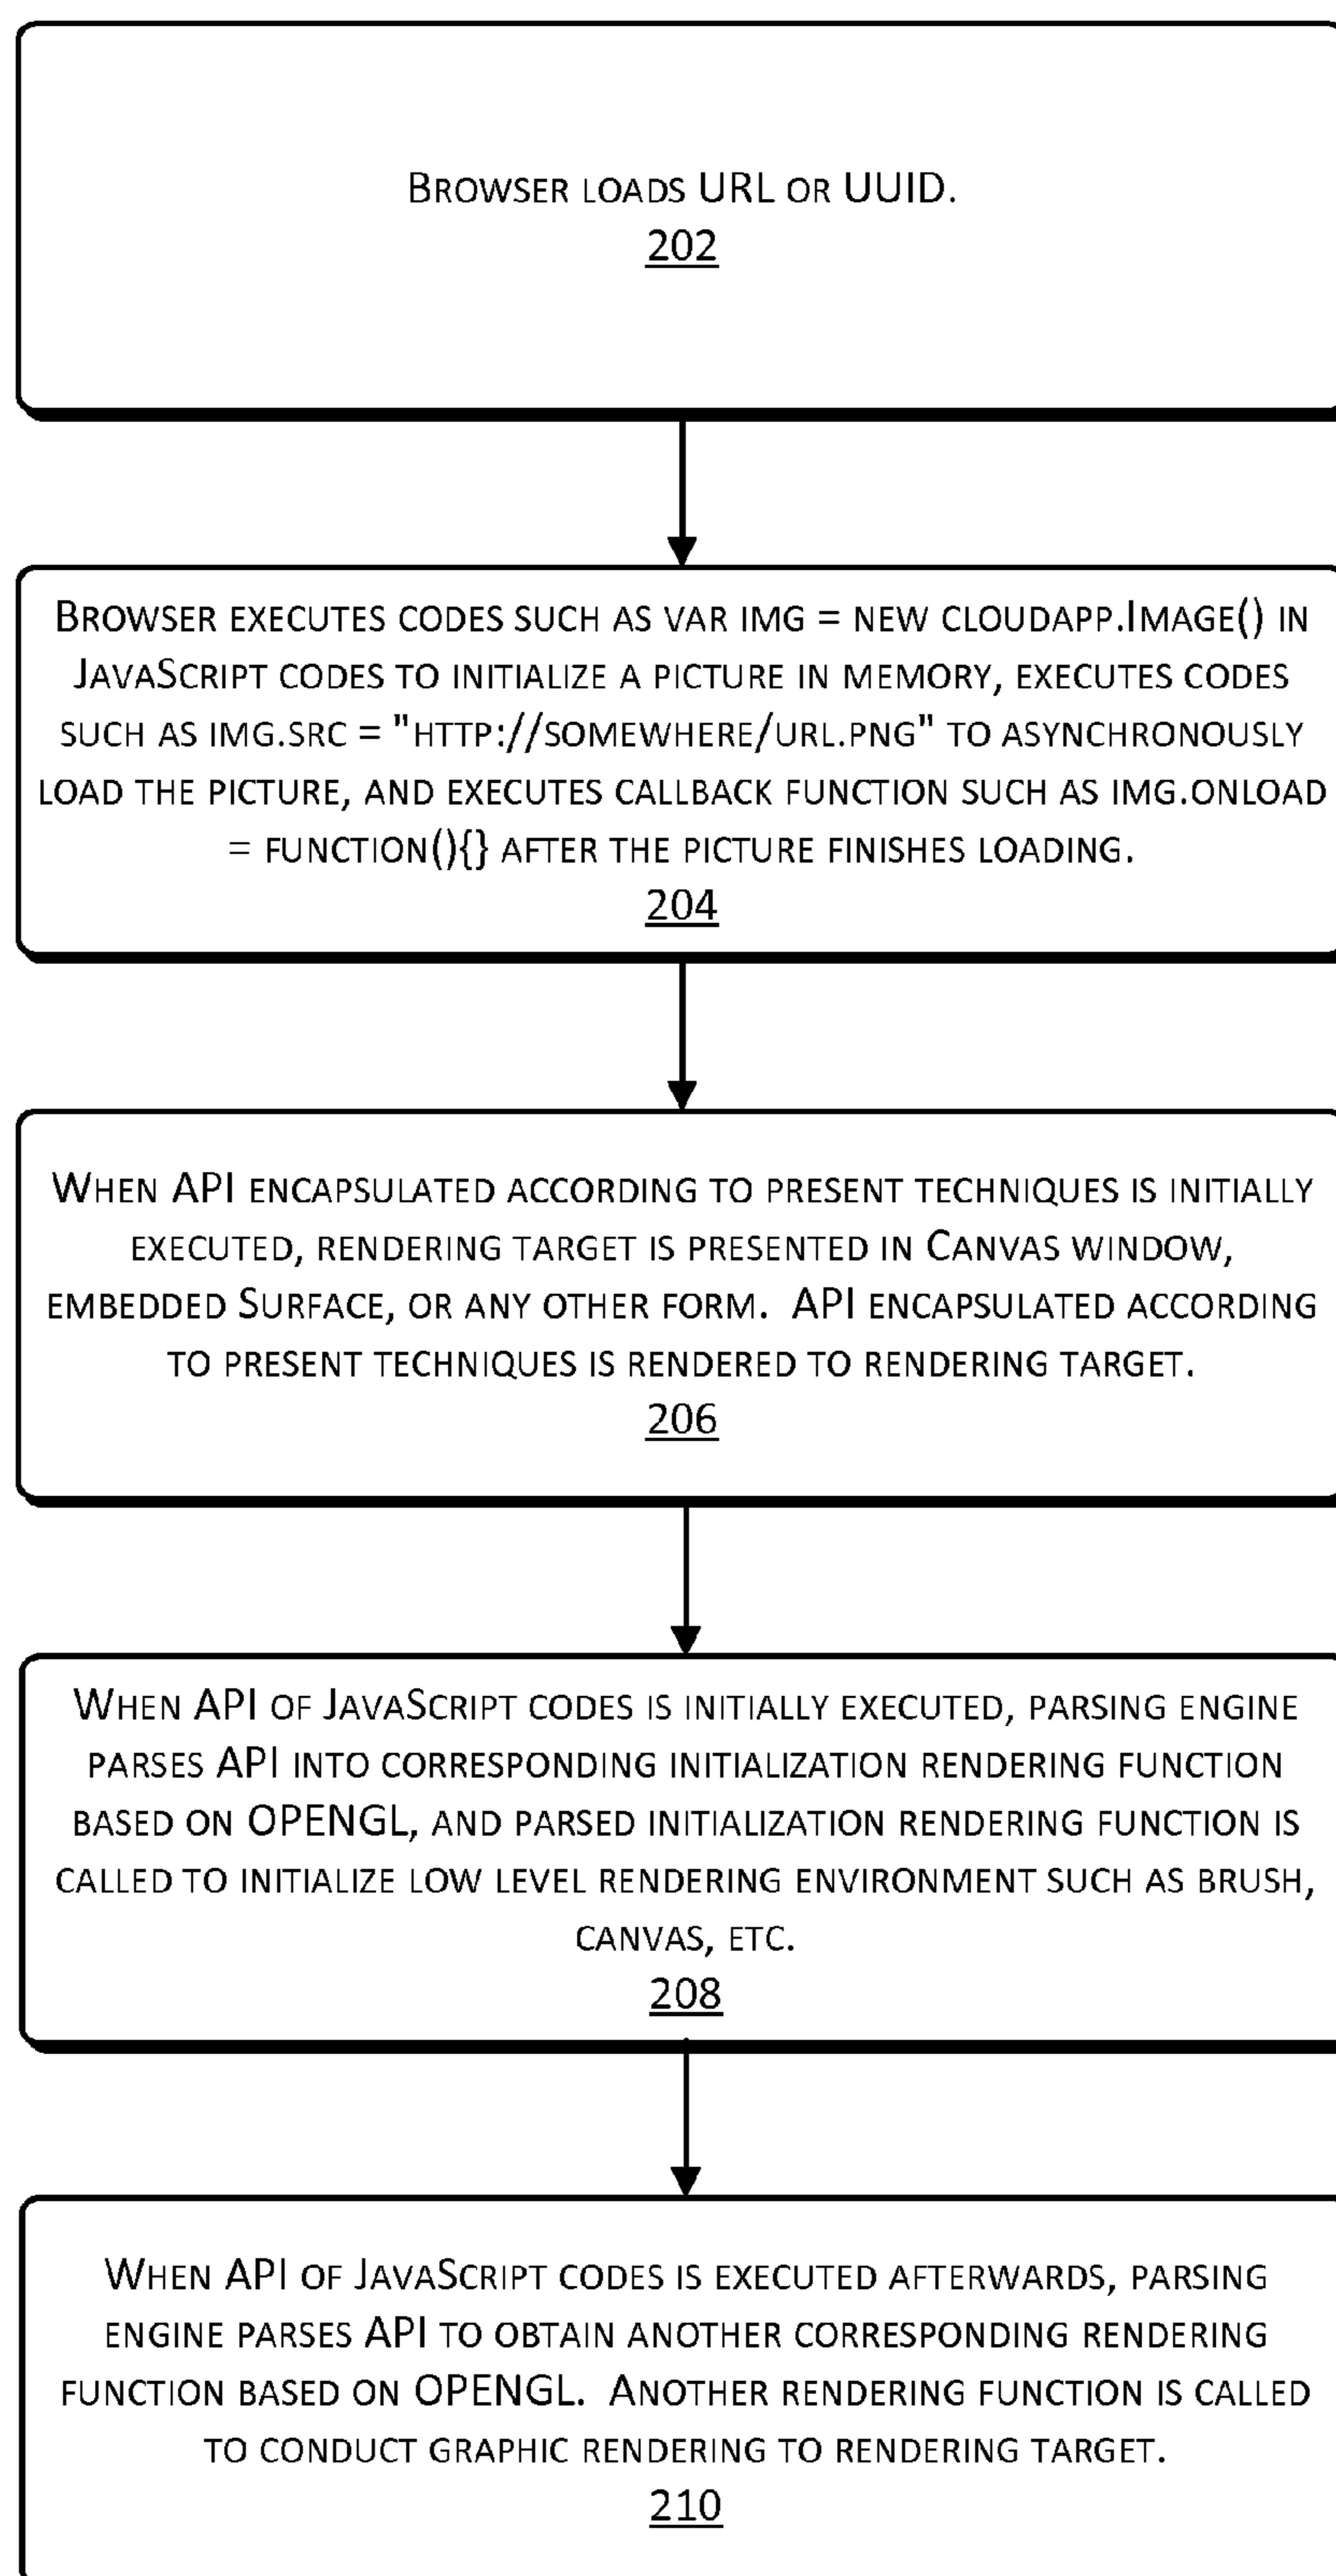 Browser loads URL or UUID.
202
Browser executes codes such as var img = new cloudapp.Image() in
JavaScript codes to initialize a picture in memory, executes codes
such as img.src = "http://somewhere/url.png" to asynchronously
load the picture, and executes callback function such as img.onload
= function(){} after the picture finishes loading.
204
When API encapsulated according to present techniques is initially
executed, rendering target is presented in Canvas window,
embedded Surface, or any other form. API encapsulated according
to present techniques is rendered to rendering target.
206
When API of JavaScript codes is initially executed, parsing engine
parses API into corresponding initialization rendering function
based on OPENGL, and parsed initialization rendering function is
called to initialize low level rendering environment such as brush,
canvas, etc.
208
When API of JavaScript codes is executed afterwards, parsing
engine parses API to obtain another corresponding rendering
function based on OPENGL. Another rendering function is called
to conduct graphic rendering to rendering target.
210